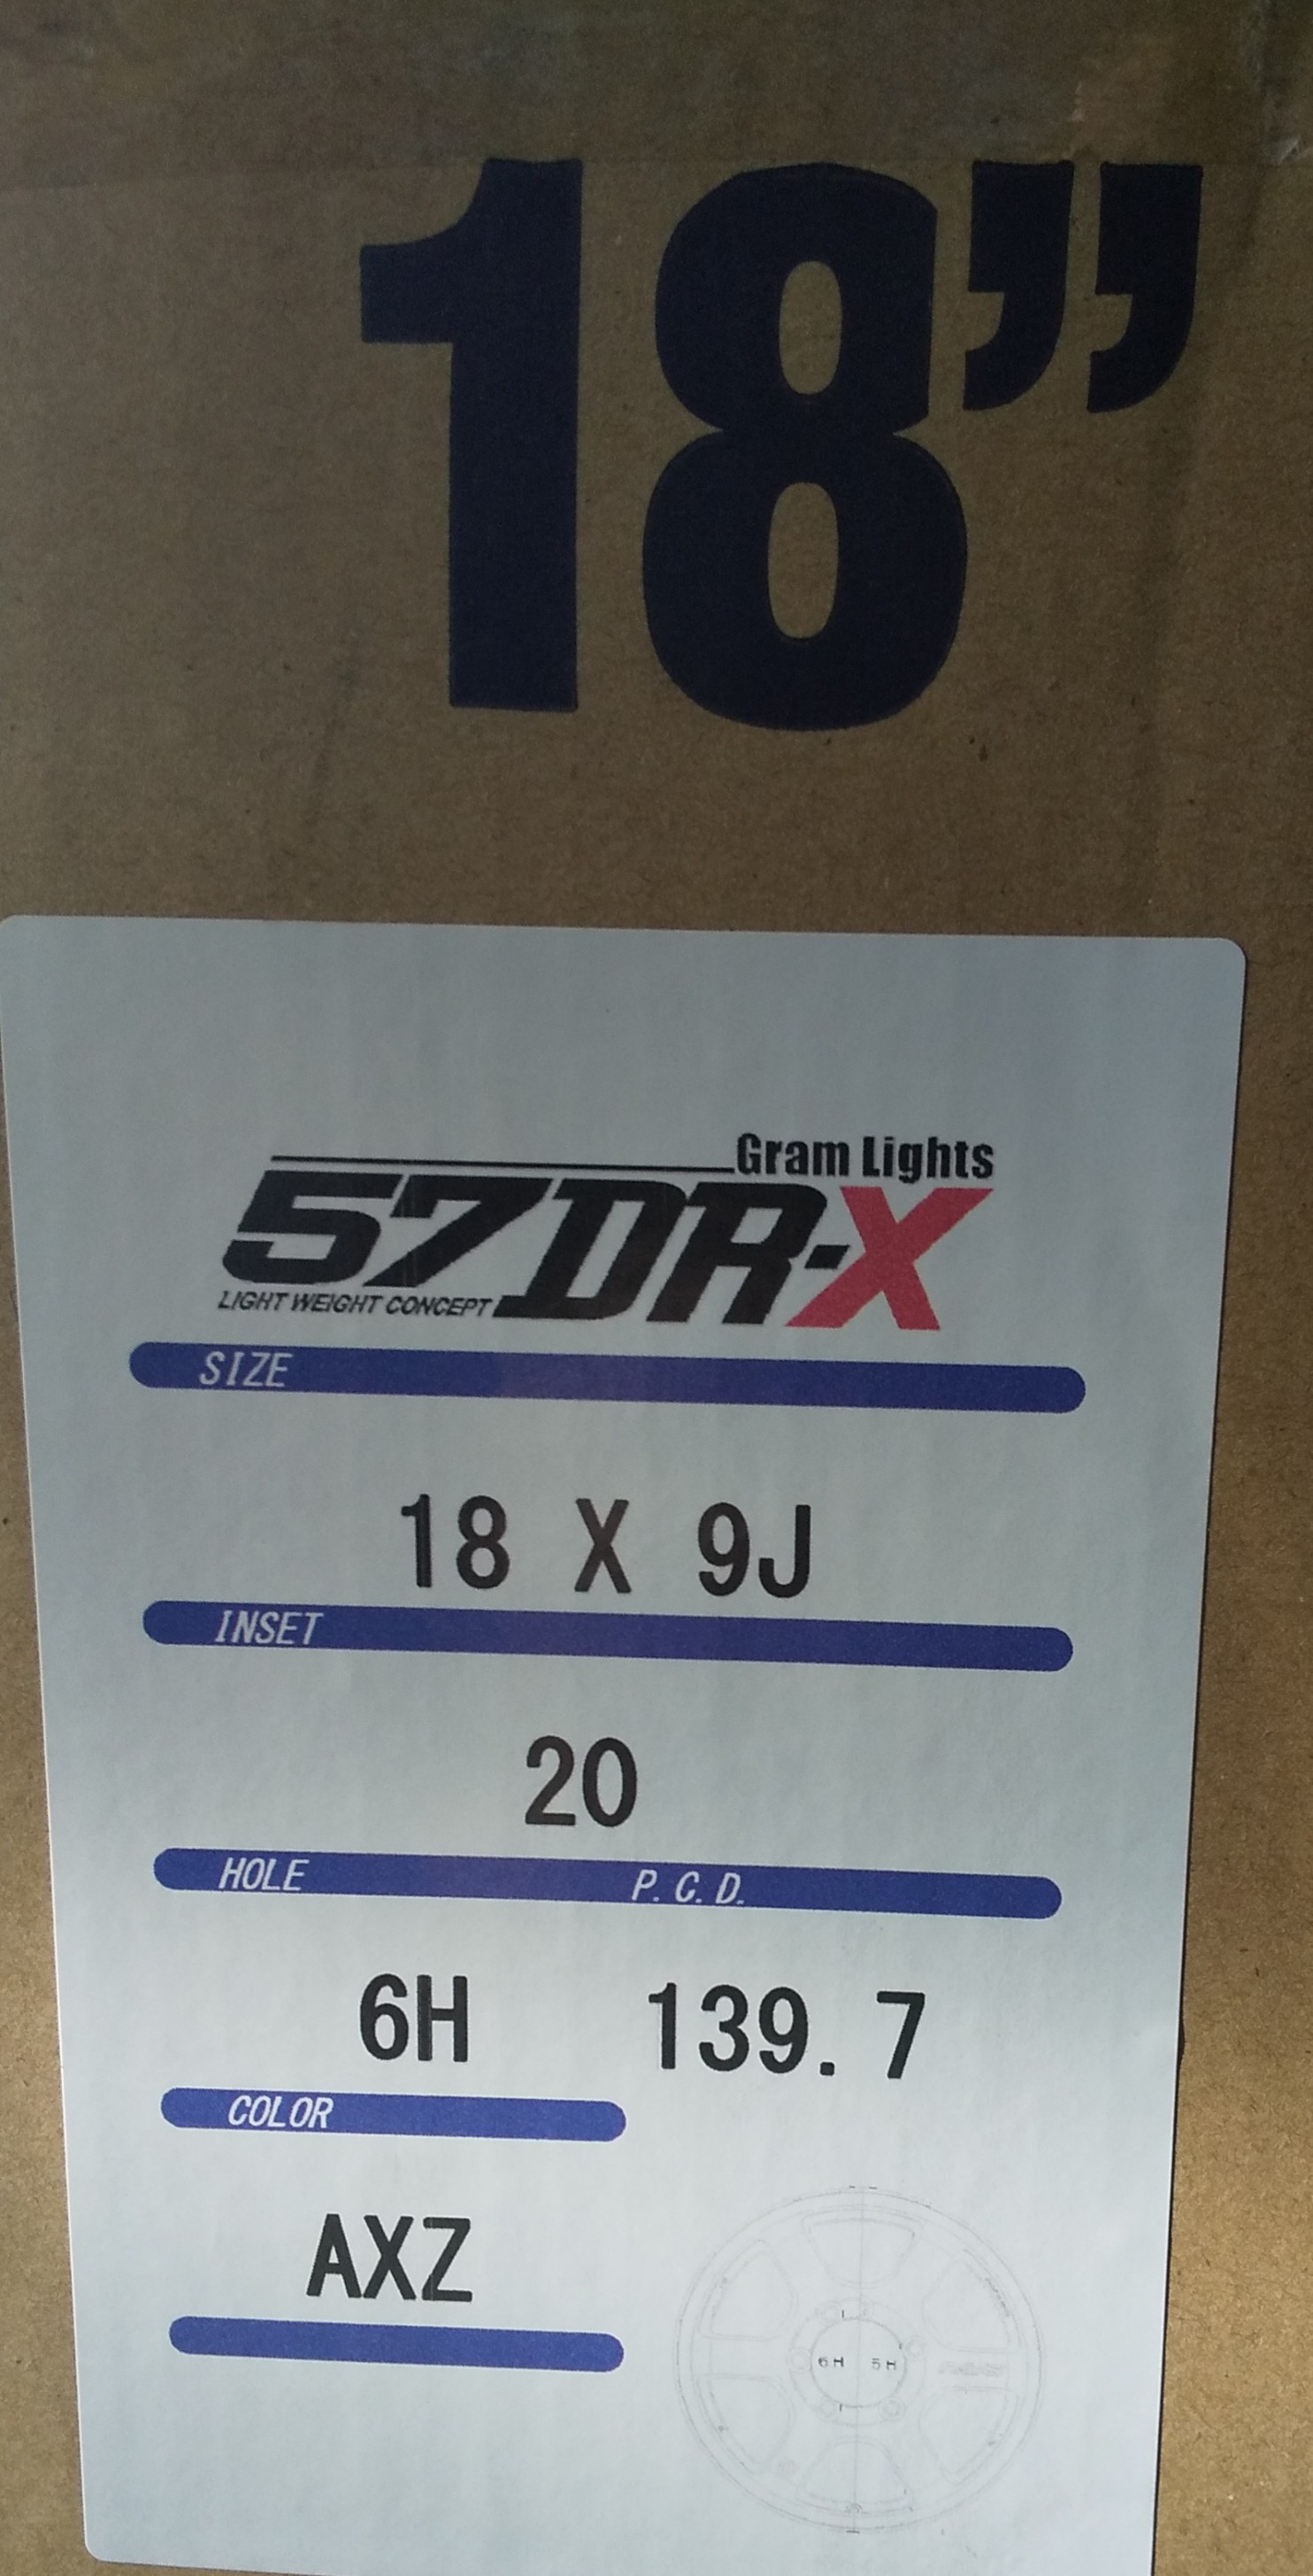 18”
Gram Lights
57DR-X
LIGHT WEIGHT CONCEPT
SIZE
18 X 9J
INSET
20
HOLE P.C.D.
6H 139.7
COLOR
AXZ
6H 5H